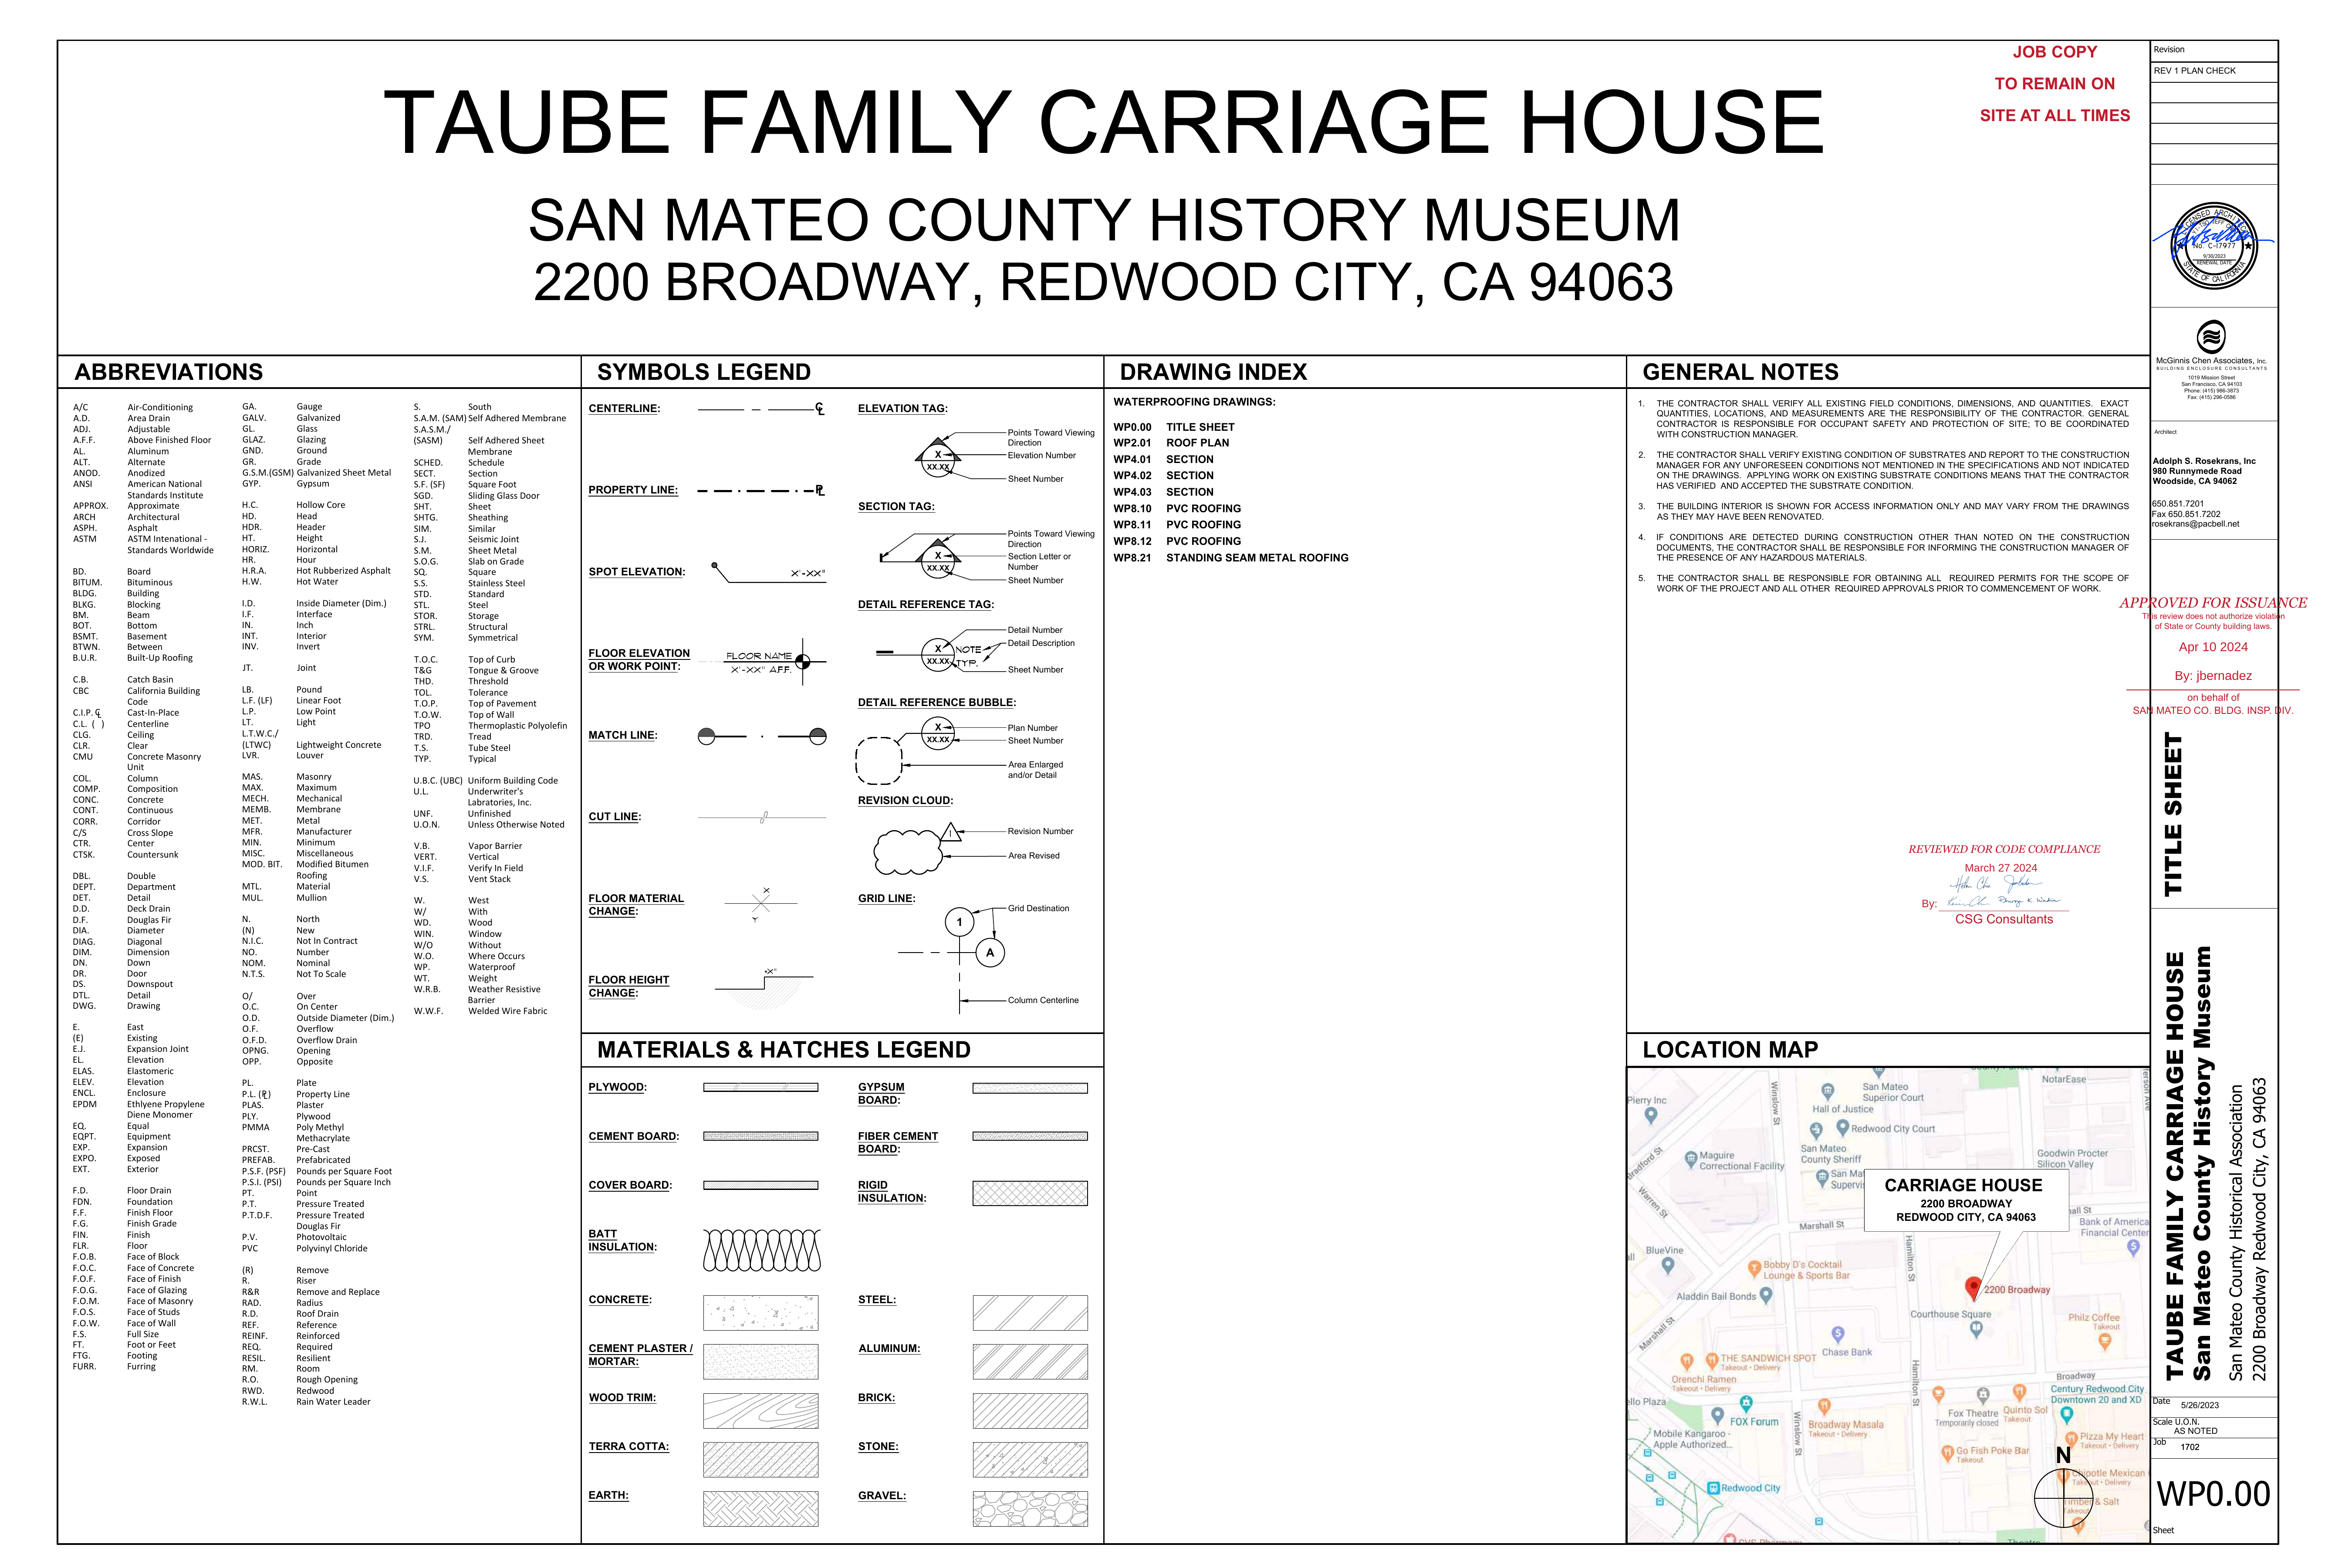 JOB COPY
TO REMAIN ON
SITE AT ALL TIMES
TAUBE FAMILY CARRIAGE HOUSE
SAN MATEO COUNTY HISTORY MUSEUM
2200 BROADWAY, REDWOOD CITY, CA 94063
ABBREVIATIONS
A/C Air-Conditioning
A.D. Area Drain
ADJ. Adjustable
A.F.F. Above Finished Floor
AL. Aluminum
ALT. Alternate
ANOD. Anodized
ANSI American National
Standards Institute
APPROX. Approximate
ARCH Architectural
ASPH. Asphalt
ASTM ASTM Intenational -
Standards Worldwide
BD. Board
BITUM. Bituminous
BLDG. Building
BLKG. Blocking
BM. Beam
BOT. Bottom
BSMT. Basement
BTWN. Between
B.U.R. Built-Up Roofing
C.B. Catch Basin
CBC California Building
Code
C.I.P. Cast-In-Place
C.L. (℄) Centerline
CLG. Ceiling
CLR. Clear
CMU Concrete Masonry
Unit
COL. Column
COMP. Composition
CONC. Concrete
CONT. Continuous
CORR. Corridor
C/S Cross Slope
CTR. Center
CTSK. Countersunk
DBL. Double
DEPT. Department
DET. Detail
D.D. Deck Drain
D.F. Douglas Fir
DIA. Diameter
DIAG. Diagonal
DIM. Dimension
DN. Down
DR. Door
DS. Downspout
DTL. Detail
DWG. Drawing
E. East
(E) Existing
E.J. Expansion Joint
EL. Elevation
ELAS. Elastomeric
ELEV. Elevation
ENCL. Enclosure
EPDM Ethlyene Propylene
Diene Monomer
EQ. Equal
EQPT. Equipment
EXP. Expansion
EXPO. Exposed
EXT. Exterior
F.D. Floor Drain
FDN. Foundation
F.F. Finish Floor
F.G. Finish Grade
FIN. Finish
FLR. Floor
F.O.B. Face of Block
F.O.C. Face of Concrete
F.O.F. Face of Finish
F.O.G. Face of Glazing
F.O.M. Face of Masonry
F.O.S. Face of Studs
F.O.W. Face of Wall
F.S. Full Size
FT. Foot or Feet
FTG. Footing
FURR. Furring
GA. Gauge
GALV. Galvanized
GL. Glass
GLAZ. Glazing
GND. Ground
GR. Grade
G.S.M.(GSM) Galvanized Sheet Metal
GYP. Gypsum
H.C. Hollow Core
HD. Head
HDR. Header
HT. Height
HORIZ. Horizontal
HR. Hour
H.R.A. Hot Rubberized Asphalt
H.W. Hot Water
I.D. Inside Diameter (Dim.)
I.F. Interface
IN. Inch
INT. Interior
INV. Invert
JT. Joint
LB. Pound
L.F. (LF) Linear Foot
L.P. Low Point
LT. Light
L.T.W.C./
(LTWC) Lightweight Concrete
LVR. Louver
MAS. Masonry
MAX. Maximum
MECH. Mechanical
MEMB. Membrane
MET. Metal
MFR. Manufacturer
MIN. Minimum
MISC. Miscellaneous
MOD. BIT. Modified Bitumen
Roofing
MTL. Material
MUL. Mullion
N. North
(N) New
N.I.C. Not In Contract
NO. Number
NOM. Nominal
N.T.S. Not To Scale
O/ Over
O.C. On Center
O.D. Outside Diameter (Dim.)
O.F. Overflow
O.F.D. Overflow Drain
OPNG. Opening
OPP. Opposite
PL. Plate
P.L. (⅊) Property Line
PLAS. Plaster
PLY. Plywood
PMMA Poly Methyl
Methacrylate
PRCST. Pre-Cast
PREFAB. Prefabricated
P.S.F. (PSF) Pounds per Square Foot
P.S.I. (PSI) Pounds per Square Inch
PT. Point
P.T. Pressure Treated
P.T.D.F. Pressure Treated
Douglas Fir
P.V. Photovoltaic
PVC Polyvinyl Chloride
(R) Remove
R. Riser
R&R Remove and Replace
RAD. Radius
R.D. Roof Drain
REF. Reference
REINF. Reinforced
REQ. Required
RESIL. Resilient
RM. Room
R.O. Rough Opening
RWD. Redwood
R.W.L. Rain Water Leader
S. South
S.A.M. (SAM) Self Adhered Membrane
S.A.S.M./
(SASM) Self Adhered Sheet
Membrane
SCHED. Schedule
SECT. Section
S.F. (SF) Square Foot
SGD. Sliding Glass Door
SHT. Sheet
SHTG. Sheathing
SIM. Similar
S.J. Seismic Joint
S.M. Sheet Metal
S.O.G. Slab on Grade
SQ. Square
S.S. Stainless Steel
STD. Standard
STL. Steel
STOR. Storage
STRL. Structural
SYM. Symmetrical
T.O.C. Top of Curb
T&G Tongue & Groove
THD. Threshold
TOL. Tolerance
T.O.P. Top of Pavement
T.O.W. Top of Wall
TPO Thermoplastic Polyolefin
TRD. Tread
T.S. Tube Steel
TYP. Typical
U.B.C. (UBC) Uniform Building Code
U.L. Underwriter's
Labratories, Inc.
UNF. Unfinished
U.O.N. Unless Otherwise Noted
V.B. Vapor Barrier
VERT. Vertical
V.I.F. Verify In Field
V.S. Vent Stack
W. West
W/ With
WD. Wood
WIN. Window
W/O Without
W.O. Where Occurs
WP. Waterproof
WT. Weight
W.R.B. Weather Resistive
Barrier
W.W.F. Welded Wire Fabric
SYMBOLS LEGEND
CENTERLINE:
℄
PROPERTY LINE:
⅊
SPOT ELEVATION:
X'-XX"
FLOOR ELEVATION
OR WORK POINT:
FLOOR NAME
X'-XX" A.F.F.
MATCH LINE:
CUT LINE:
FLOOR MATERIAL
CHANGE:
X
Y
FLOOR HEIGHT
CHANGE:
•X"
ELEVATION TAG:
X
XX.XX
Points Toward Viewing
Direction
Elevation Number
Sheet Number
SECTION TAG:
X
XX.XX
Points Toward Viewing
Direction
Section Letter or
Number
Sheet Number
DETAIL REFERENCE TAG:
X
XX.XX
NOTE
TYP.
Detail Number
Detail Description
Sheet Number
DETAIL REFERENCE BUBBLE:
X
XX.XX
Plan Number
Sheet Number
Area Enlarged
and/or Detail
REVISION CLOUD:
1
Revision Number
Area Revised
GRID LINE:
1
A
Grid Destination
Column Centerline
MATERIALS & HATCHES LEGEND
PLYWOOD:
GYPSUM
BOARD:
CEMENT BOARD:
FIBER CEMENT
BOARD:
COVER BOARD:
RIGID
INSULATION:
BATT
INSULATION:
CONCRETE:
STEEL:
CEMENT PLASTER /
MORTAR:
ALUMINUM:
WOOD TRIM:
BRICK:
TERRA COTTA:
STONE:
EARTH:
GRAVEL:
DRAWING INDEX
WATERPROOFING DRAWINGS:
WP0.00 TITLE SHEET
WP2.01 ROOF PLAN
WP4.01 SECTION
WP4.02 SECTION
WP4.03 SECTION
WP8.10 PVC ROOFING
WP8.11 PVC ROOFING
WP8.12 PVC ROOFING
WP8.21 STANDING SEAM METAL ROOFING
GENERAL NOTES
1. THE CONTRACTOR SHALL VERIFY ALL EXISTING FIELD CONDITIONS, DIMENSIONS, AND QUANTITIES. EXACT
QUANTITIES, LOCATIONS, AND MEASUREMENTS ARE THE RESPONSIBILITY OF THE CONTRACTOR. GENERAL
CONTRACTOR IS RESPONSIBLE FOR OCCUPANT SAFETY AND PROTECTION OF SITE; TO BE COORDINATED
WITH CONSTRUCTION MANAGER.
2. THE CONTRACTOR SHALL VERIFY EXISTING CONDITION OF SUBSTRATES AND REPORT TO THE CONSTRUCTION
MANAGER FOR ANY UNFORESEEN CONDITIONS NOT MENTIONED IN THE SPECIFICATIONS AND NOT INDICATED
ON THE DRAWINGS. APPLYING WORK ON EXISTING SUBSTRATE CONDITIONS MEANS THAT THE CONTRACTOR
HAS VERIFIED AND ACCEPTED THE SUBSTRATE CONDITION.
3. THE BUILDING INTERIOR IS SHOWN FOR ACCESS INFORMATION ONLY AND MAY VARY FROM THE DRAWINGS
AS THEY MAY HAVE BEEN RENOVATED.
4. IF CONDITIONS ARE DETECTED DURING CONSTRUCTION OTHER THAN NOTED ON THE CONSTRUCTION
DOCUMENTS, THE CONTRACTOR SHALL BE RESPONSIBLE FOR INFORMING THE CONSTRUCTION MANAGER OF
THE PRESENCE OF ANY HAZARDOUS MATERIALS.
5. THE CONTRACTOR SHALL BE RESPONSIBLE FOR OBTAINING ALL REQUIRED PERMITS FOR THE SCOPE OF
WORK OF THE PROJECT AND ALL OTHER REQUIRED APPROVALS PRIOR TO COMMENCEMENT OF WORK.
REVIEWED FOR CODE COMPLIANCE
March 27 2024
By:
CSG Consultants
LOCATION MAP
Winslow St
San Mateo
Superior Court
NotarEase
Pierry Inc
Hall of Justice
Redwood City Court
Bradford St
Maguire
Correctional Facility
San Mateo
County Sheriff
Goodwin Procter
Silicon Valley
San Mat
Supervis
Warren St
CARRIAGE HOUSE
2200 BROADWAY
REDWOOD CITY, CA 94063
Marshall St
all St
Bank of America
Financial Center
BlueVine
Hamilton St
Bobby D's Cocktail
Lounge & Sports Bar
2200 Broadway
Aladdin Bail Bonds
Courthouse Square
Philz Coffee
Takeout
Marshall St
Chase Bank
THE SANDWICH SPOT
Takeout • Delivery
Orenchi Ramen
Takeout • Delivery
Hamilton St
Broadway
Century Redwood City
Downtown 20 and XD
ello Plaza
FOX Forum
Winslow St
Broadway Masala
Takeout • Delivery
Fox Theatre
Temporarily closed
Quinto Sol
Takeout
Mobile Kangaroo -
Apple Authorized...
Go Fish Poke Bar
Takeout
Pizza My Heart
Takeout • Delivery
N
Chipotle Mexican
Takeout • Delivery
Redwood City
Timber & Salt
Takeout
CVS Pharmacy
Theatre
Revision
REV 1 PLAN CHECK
LICENSED ARCHITECT
No. C-17977
9/30/2023
RENEWAL DATE
STATE OF CALIFORNIA
McGinnis Chen Associates, Inc.
BUILDING ENCLOSURE CONSULTANTS
1019 Mission Street
San Francisco, CA 94103
Phone: (415) 986-3873
Fax: (415) 296-0586
Architect
Adolph S. Rosekrans, Inc
980 Runnymede Road
Woodside, CA 94062
650.851.7201
Fax 650.851.7202
rosekrans@pacbell.net
APPROVED FOR ISSUANCE
This review does not authorize violation
of State or County building laws.
Apr 10 2024
By: jbernadez
on behalf of
SAN MATEO CO. BLDG. INSP. DIV.
TITLE SHEET
TAUBE FAMILY CARRIAGE HOUSE
San Mateo County History Museum
San Mateo County Historical Association
2200 Broadway Redwood City, CA 94063
Date 5/26/2023
Scale U.O.N.
AS NOTED
Job 1702
WP0.00
Sheet